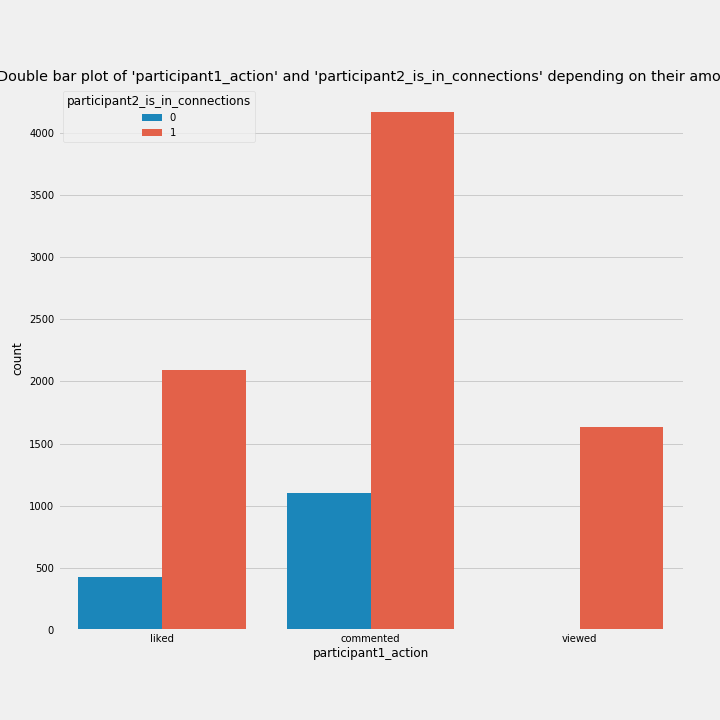 Double bar plot of 'participant1_action' and 'participant2_is_in_connections' depending on their amo
participant2_is_in_connections
0
1
4000
3500
3000
2500
2000
1500
1000
500
0
count
liked commented viewed
participant1_action